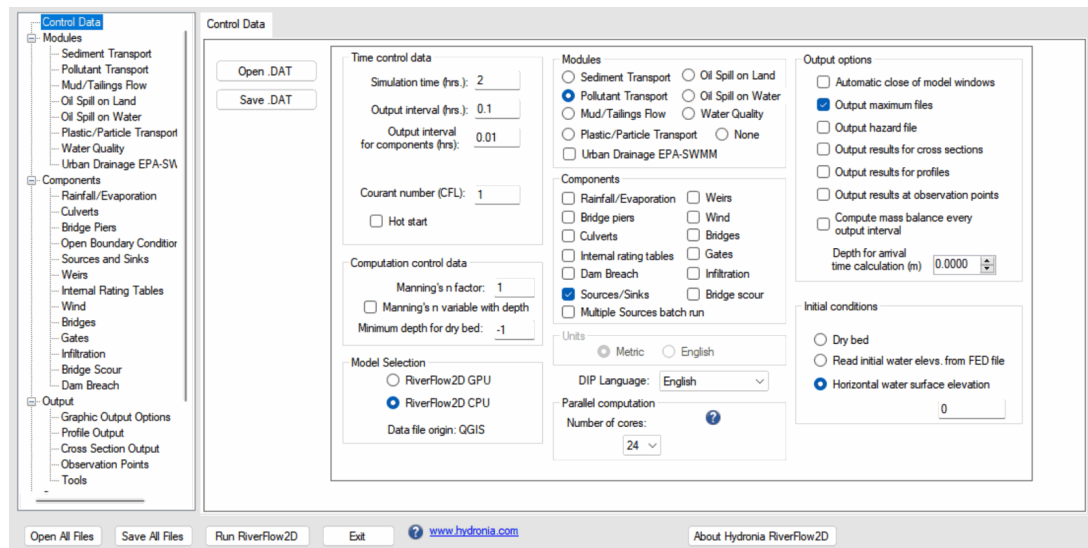 Control Data
Modules
Sediment Transport
Pollutant Transport
Mud/Tailings Flow
Oil Spill on Land
Oil Spill on Water
Plastic/Particle Transport
Water Quality
Urban Drainage EPA-SW
Components
Rainfall/Evaporation
Culverts
Bridge Piers
Open Boundary Condition
Sources and Sinks
Weirs
Internal Rating Tables
Wind
Bridges
Gates
Infiltration
Bridge Scour
Dam Breach
Output
Graphic Output Options
Profile Output
Cross Section Output
Observation Points
Tools
Control Data
Open .DAT
Save .DAT
Time control data
Simulation time (hrs.): 2
Output interval (hrs.): 0.1
Output interval
for components (hrs): 0.01
Courant number (CFL): 1
Hot start
Computation control data
Manning's n factor: 1
Manning's n variable with depth
Minimum depth for dry bed: -1
Model Selection
RiverFlow2D GPU
RiverFlow2D CPU
Data file origin: QGIS
Modules
Sediment Transport Oil Spill on Land
Pollutant Transport Oil Spill on Water
Mud/Tailings Flow Water Quality
Plastic/Particle Transport None
Urban Drainage EPA-SWMM
Components
Rainfall/Evaporation Weirs
Bridge piers Wind
Culverts Bridges
Internal rating tables Gates
Dam Breach Infiltration
Sources/Sinks Bridge scour
Multiple Sources batch run
Units
Metric English
DIP Language: English
Parallel computation
Number of cores:
24
Output options
Automatic close of model windows
Output maximum files
Output hazard file
Output results for cross sections
Output results for profiles
Output results at observation points
Compute mass balance every
output interval
Depth for arrival
time calculation (m) 0.0000
Initial conditions
Dry bed
Read initial water elevs. from FED file
Horizontal water surface elevation
0
Open All Files Save All Files Run RiverFlow2D Exit www.hydronia.com About Hydronia RiverFlow2D